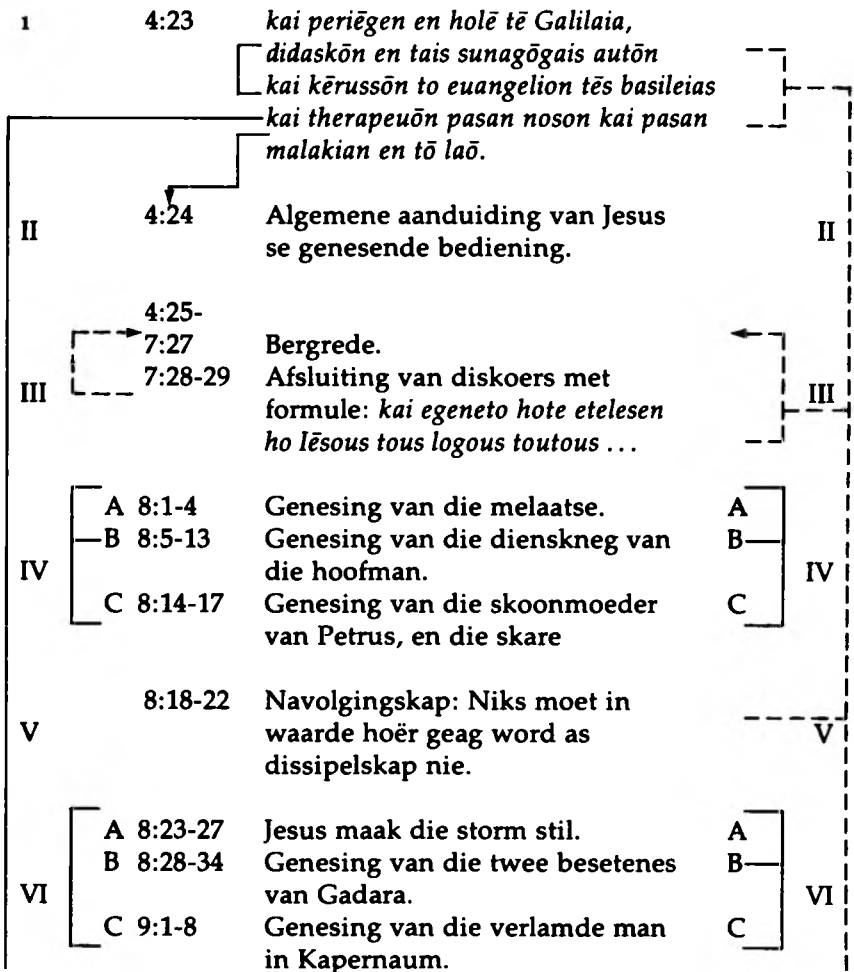 1 4:23 kai periēgen en holē tē Galilaia,
didaskōn en tais sunagōgais autōn
kai kērussōn to euangelion tēs basileias
kai therapeuōn pasan noson kai pasan
malakian en tō laō.
II 4:24 Algemene aanduiding van Jesus II
se genesende bediening.
4:25-
7:27 Bergrede.
III 7:28-29 Afsluiting van diskoers met III
formule: kai egeneto hote etelesen
ho Iēsous tous logous toutous ...
A 8:1-4 Genesing van die melaatse. A
B 8:5-13 Genesing van die dienskneg van B
IV die hoofman. IV
C 8:14-17 Genesing van die skoonmoeder C
van Petrus, en die skare
8:18-22 Navolgingskap: Niks moet in
V waarde hoër geag word as V
dissipelskap nie.
A 8:23-27 Jesus maak die storm stil. A
B 8:28-34 Genesing van die twee besetenes B
VI van Gadara. VI
C 9:1-8 Genesing van die verlamde man C
in Kapernaum.